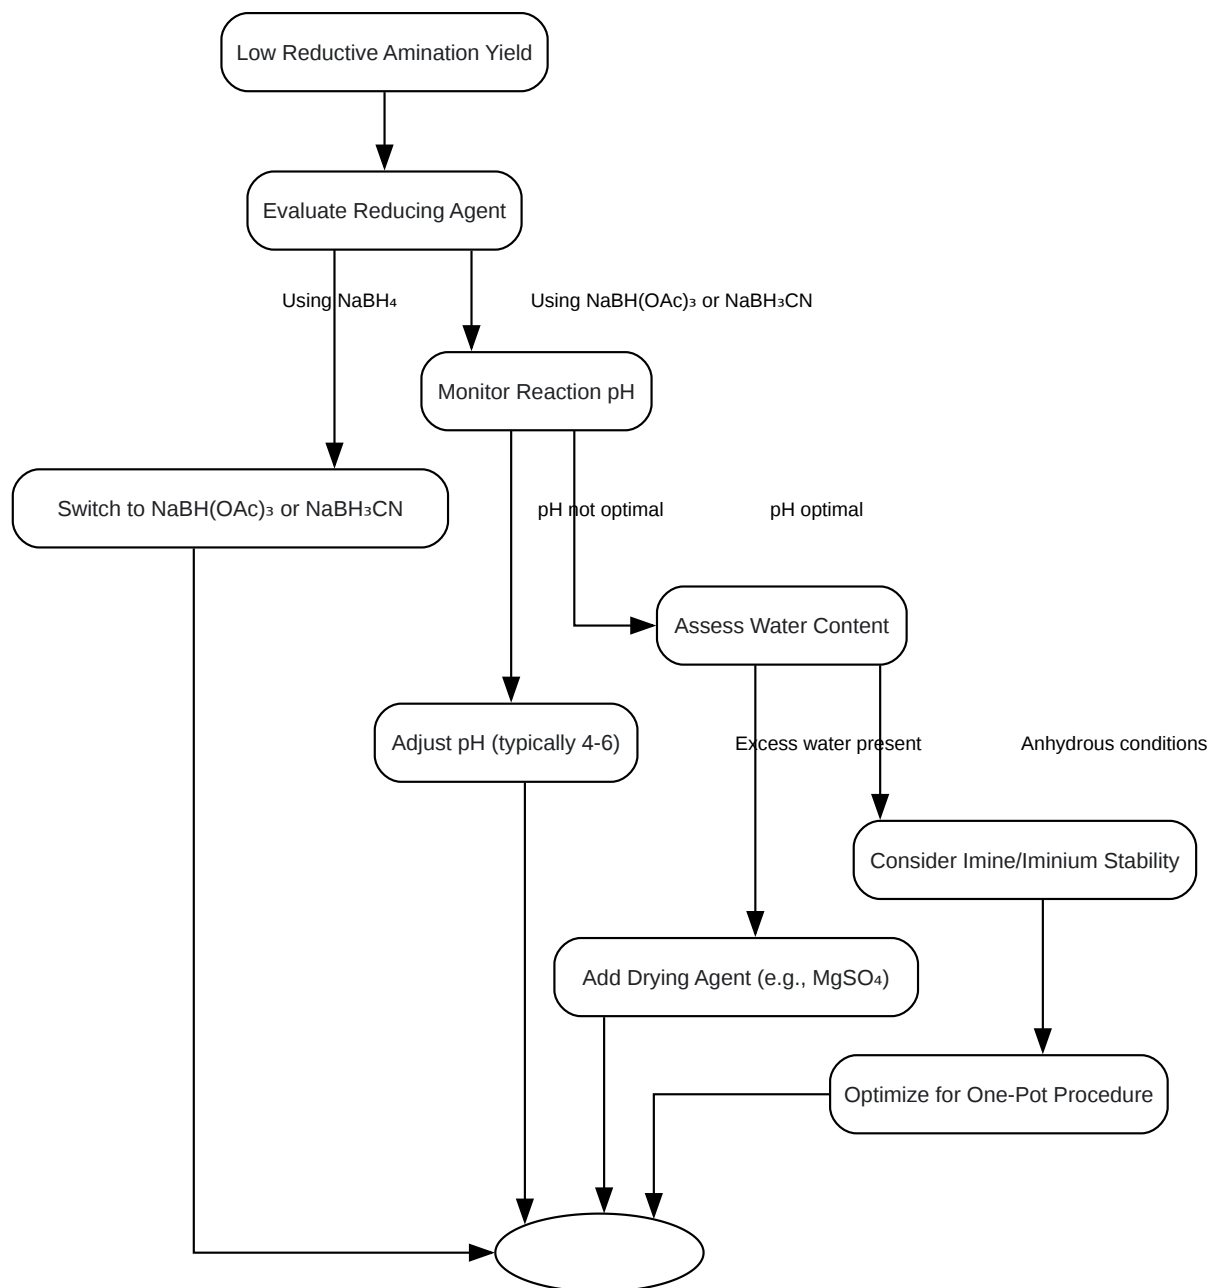 Low Reductive Amination Yield
Evaluate Reducing Agent
Using NaBH₄
Using NaBH(OAc)₃ or NaBH₃CN
Monitor Reaction pH
Switch to NaBH(OAc)₃ or NaBH₃CN
pH not optimal
pH optimal
Assess Water Content
Adjust pH (typically 4-6)
Excess water present
Anhydrous conditions
Consider Imine/Iminium Stability
Add Drying Agent (e.g., MgSO₄)
Optimize for One-Pot Procedure